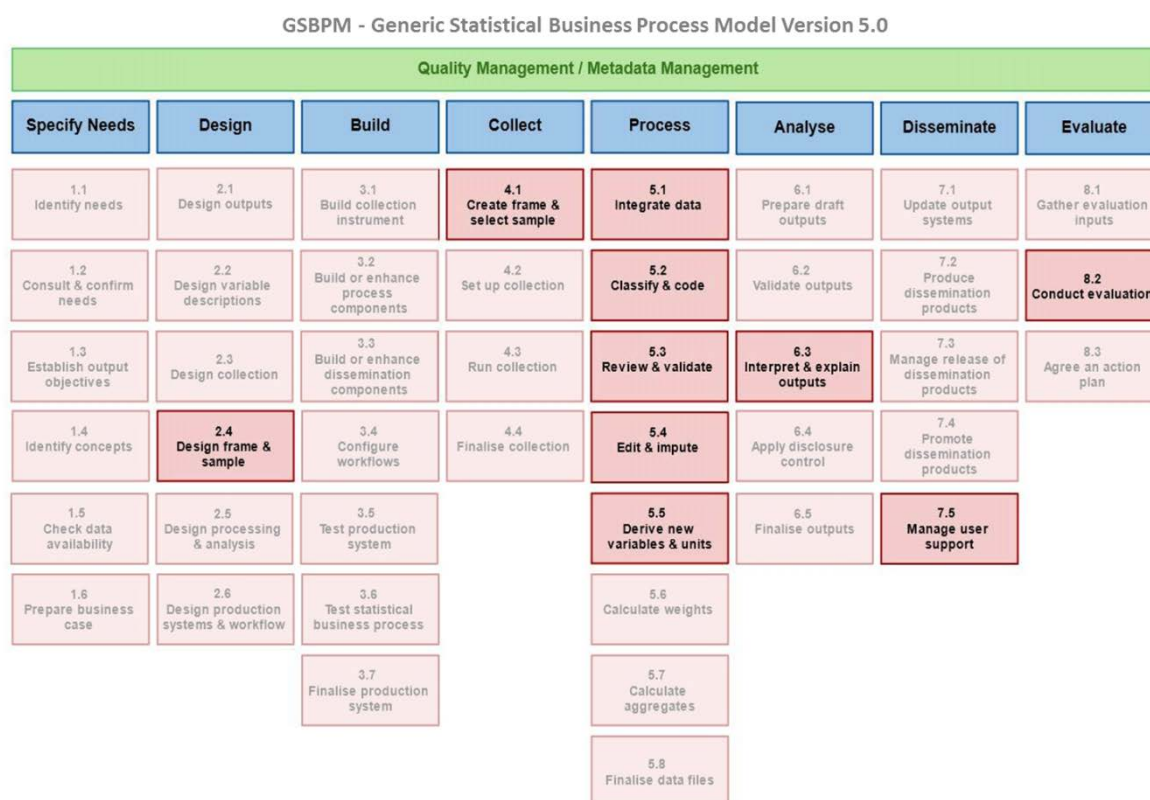 GSBPM - Generic Statistical Business Process Model Version 5.0
Quality Management / Metadata Management
Specify Needs
Design
Build
Collect
Process
Analyse
Disseminate
Evaluate
1.1
Identify needs
2.1
Design outputs
3.1
Build collection
instrument
4.1
Create frame &
select sample
5.1
Integrate data
6.1
Prepare draft
outputs
7.1
Update output
systems
8.1
Gather evaluation
inputs
1.2
Consult & confirm
needs
2.2
Design variable
descriptions
3.2
Build or enhance
process
components
4.2
Set up collection
5.2
Classify & code
6.2
Validate outputs
7.2
Produce
dissemination
products
8.2
Conduct evaluation
1.3
Establish output
objectives
2.3
Design collection
3.3
Build or enhance
dissemination
components
4.3
Run collection
5.3
Review & validate
6.3
Interpret & explain
outputs
7.3
Manage release of
dissemination
products
8.3
Agree an action
plan
1.4
Identify concepts
2.4
Design frame &
sample
3.4
Configure
workflows
4.4
Finalise collection
5.4
Edit & impute
6.4
Apply disclosure
control
7.4
Promote
dissemination
products
1.5
Check data
availability
2.5
Design processing
& analysis
3.5
Test production
system
5.5
Derive new
variables & units
6.5
Finalise outputs
7.5
Manage user
support
1.6
Prepare business
case
2.6
Design production
systems & workflow
3.6
Test statistical
business process
5.6
Calculate weights
3.7
Finalise production
system
5.7
Calculate
aggregates
5.8
Finalise data files